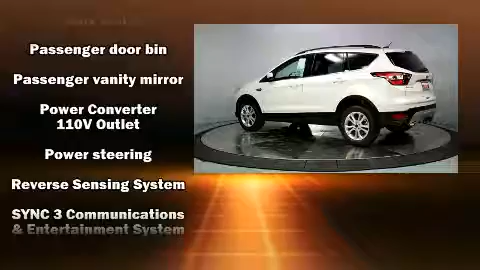 Passenger door bin
Passenger vanity mirror
Power Converter
110V Outlet
Power steering
Reverse Sensing System
SYNC 3 Communications
& Entertainment System